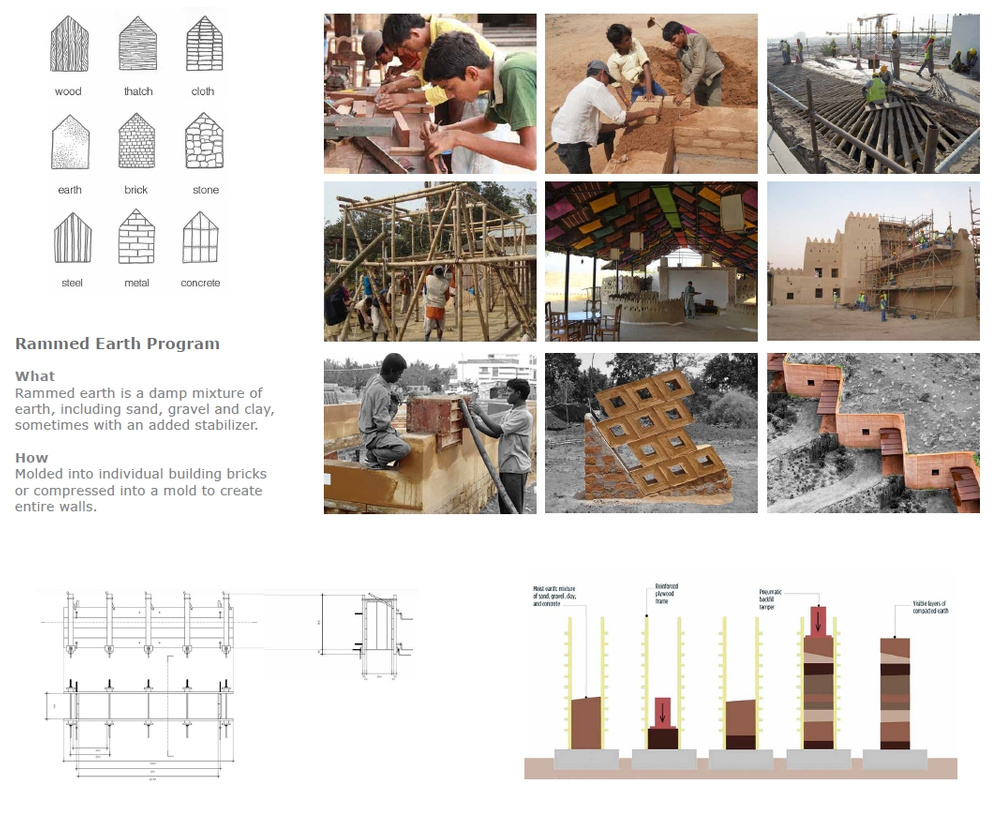 wood
thatch
cloth
earth
brick
stone
steel
metal
concrete
Rammed Earth Program
What
Rammed earth is a damp mixture of
earth, including sand, gravel and clay,
sometimes with an added stabilizer.
How
Molded into individual building bricks
or compressed into a mold to create
entire walls.
Moist earth mixture
of sand, gravel, clay,
and concrete
Reinforced
plywood
frame
Pneumatic
backfill
tamper
Visible layers of
compacted earth